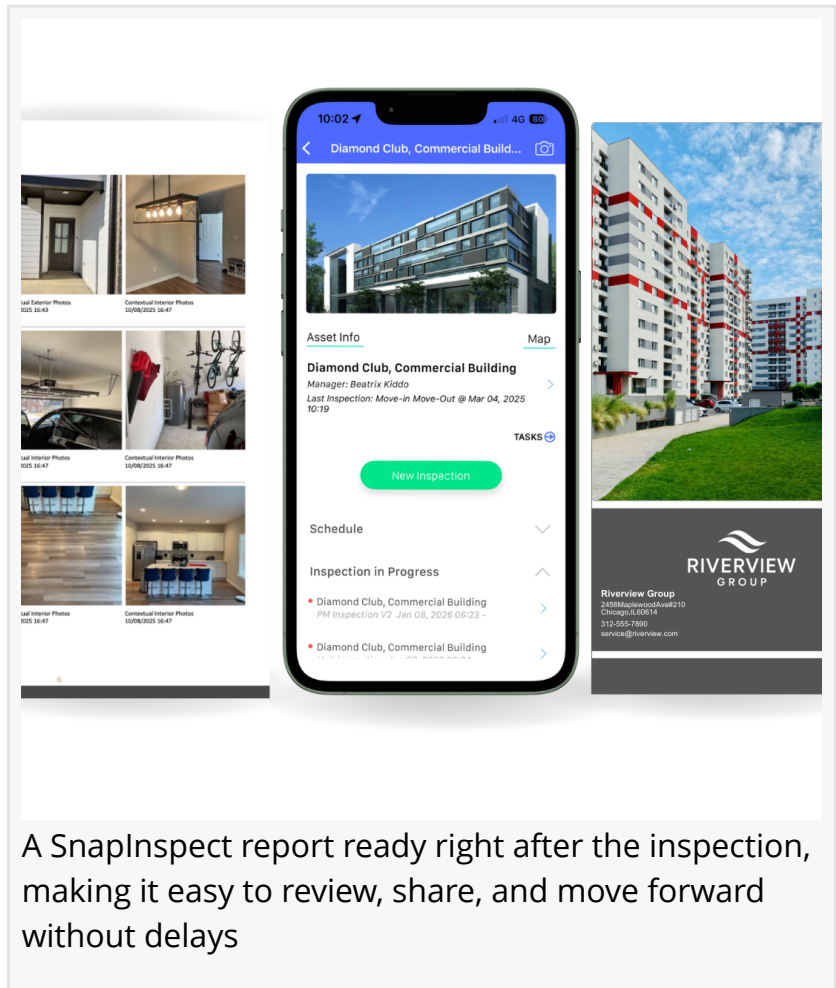 ual Exterior Photos
2025 16:43
Contextual Interior Photos
10/08/2025 16:47
ual Interior Photos
2025 16:47
Contextual Interior Photos
10/08/2025 16:47
ual Interior Photos
2025 16:47
Contextual Interior Photos
10/08/2025 16:47
6
10:02
4G 80
Diamond Club, Commercial Build...
Asset Info
Map
Diamond Club, Commercial Building
Manager: Beatrix Kiddo
Last Inspection: Move-in Move-Out @ Mar 04, 2025
10:19
TASKS
New Inspection
Schedule
Inspection in Progress
Diamond Club, Commercial Building
PM Inspection V2 Jan 08, 2026 06:23 -
Diamond Club, Commercial Building
RIVERVIEW
GROUP
Riverview Group
2458MaplewoodAve#210
Chicago,IL60614
312-555-7890
service@riverview.com
A SnapInspect report ready right after the inspection,
making it easy to review, share, and move forward
without delays